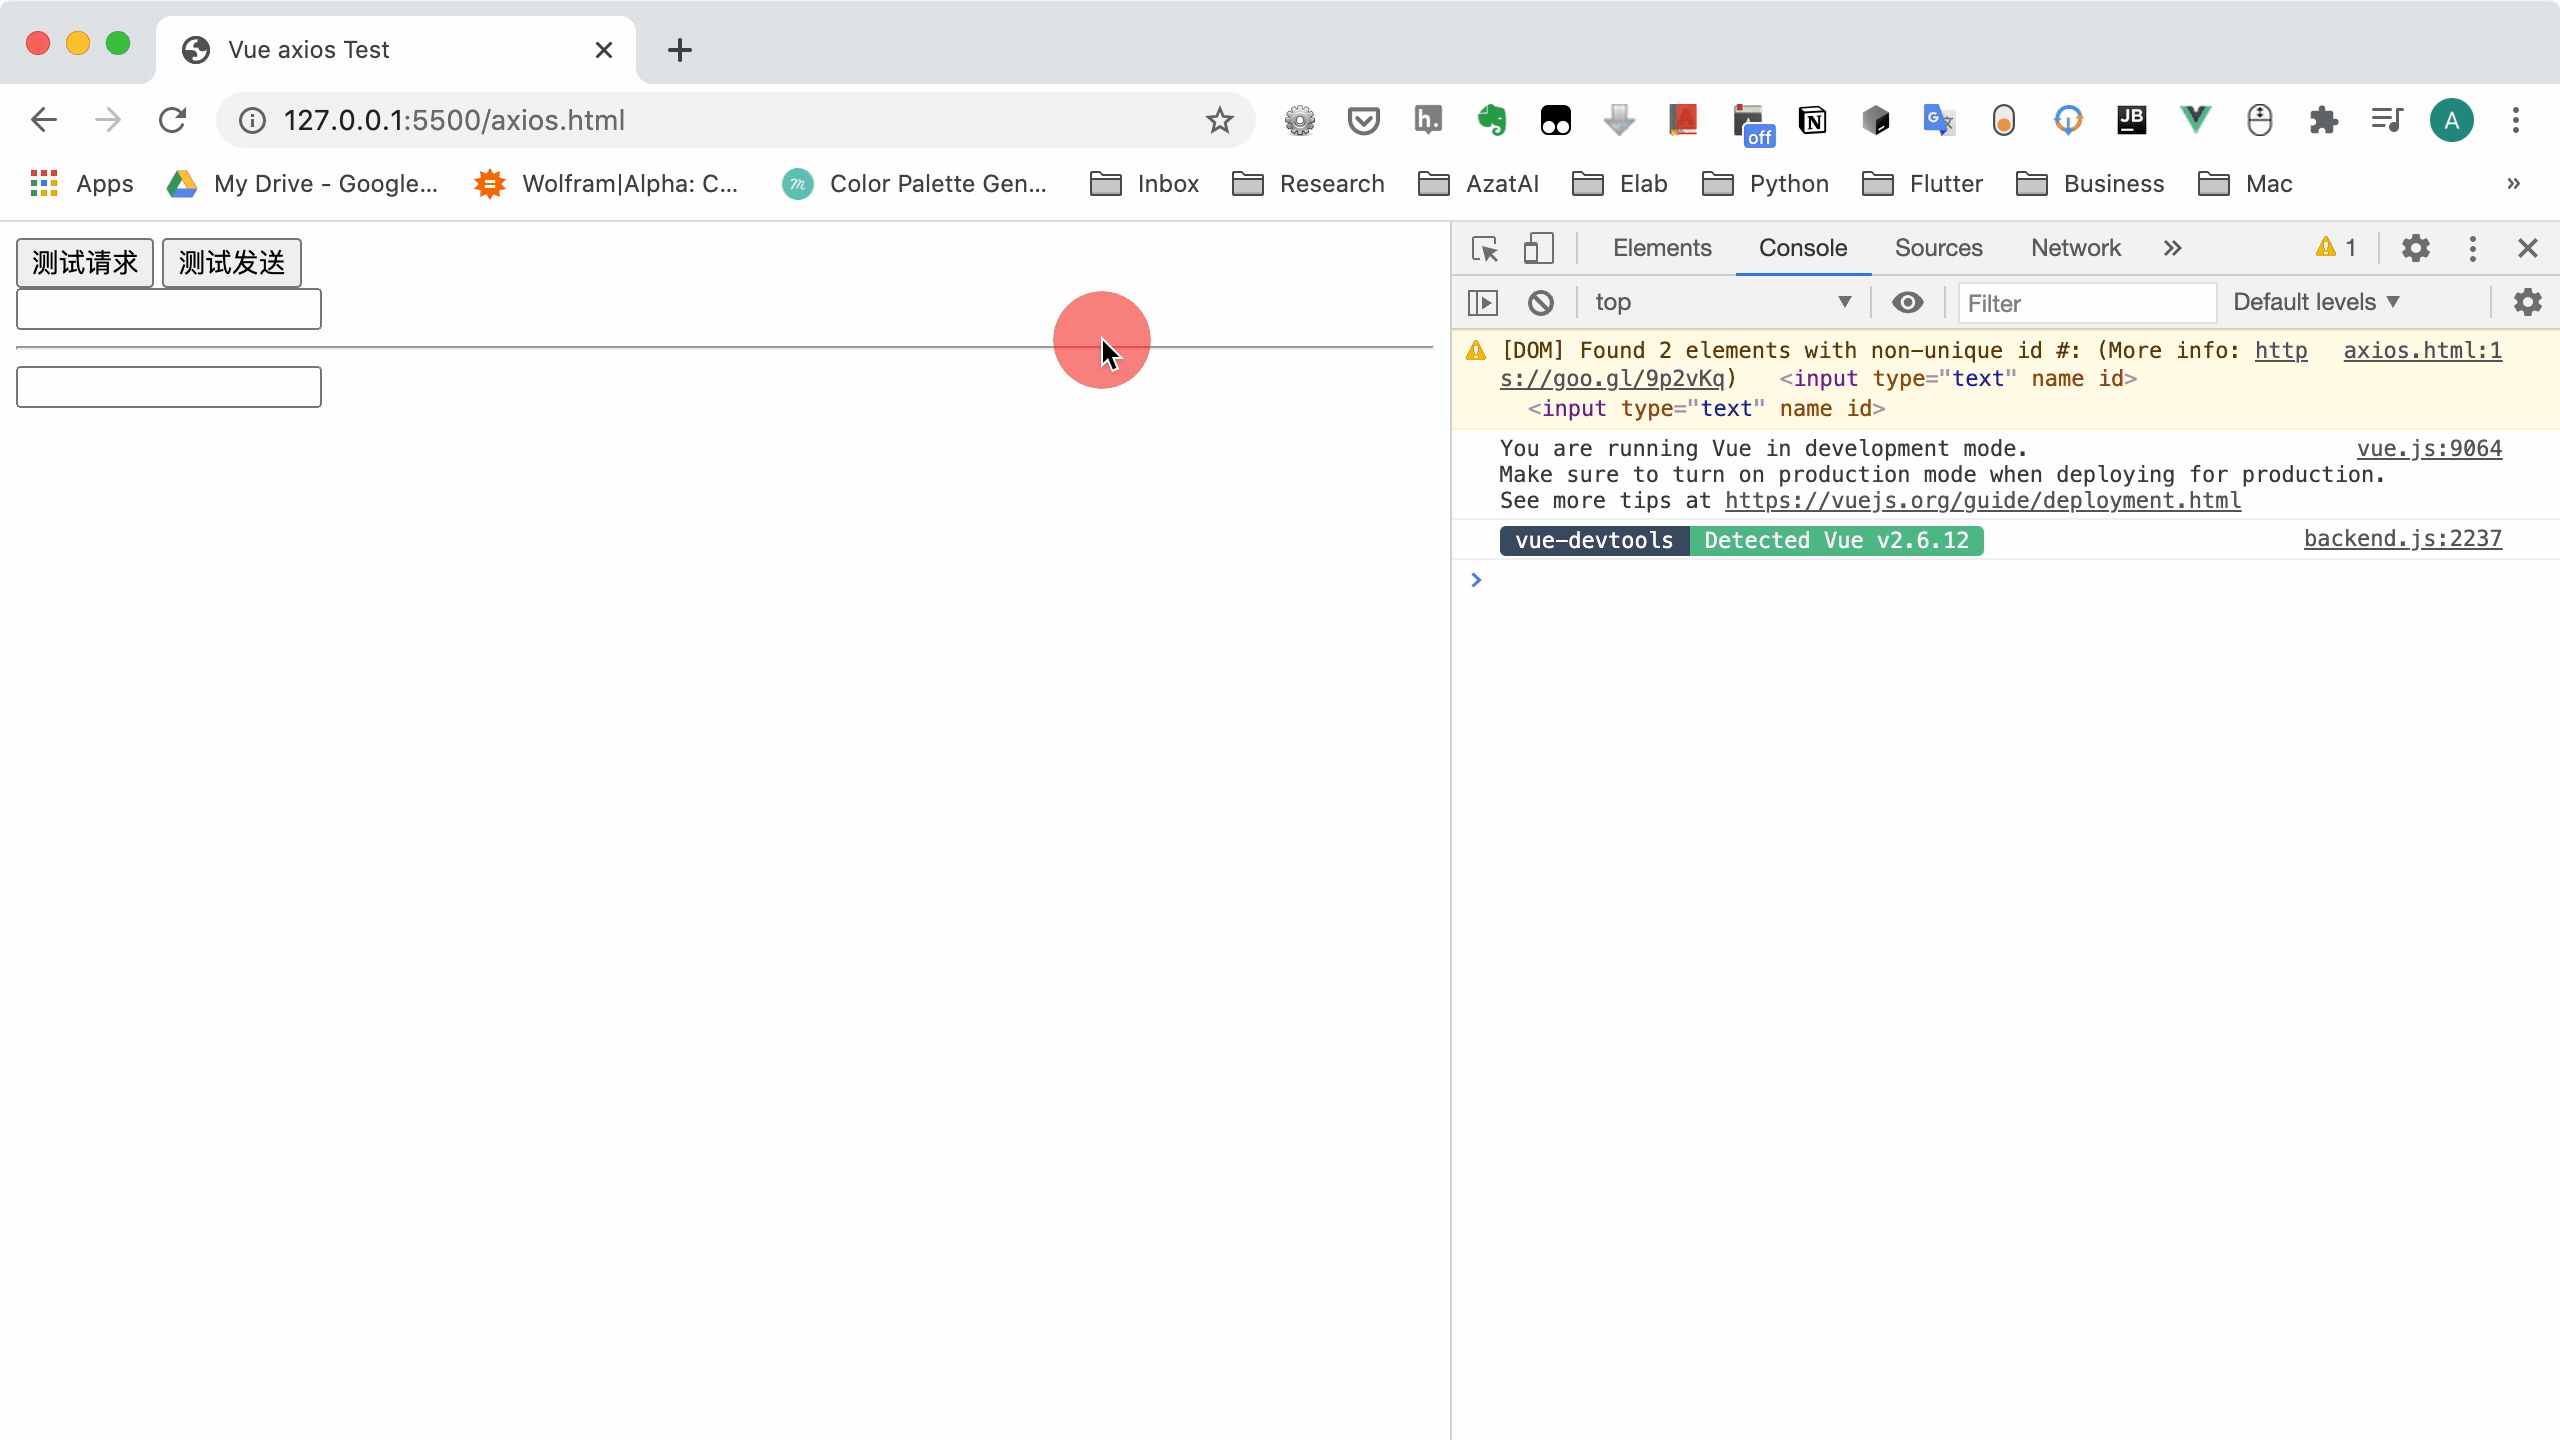 Vue axios Test
127.0.0.1:5500/axios.html
h.
off
N
G
JB
A
Apps
My Drive - Google...
Wolfram|Alpha: C...
m
Color Palette Gen...
Inbox
Research
AzatAI
Elab
Python
Flutter
Business
Mac
»
测试请求 测试发送
Elements Console Sources Network » 1
top Filter Default levels
[DOM] Found 2 elements with non-unique id #: (More info: http axios.html:1
s://goo.gl/9p2vKq) <input type="text" name id>
<input type="text" name id>
You are running Vue in development mode. vue.js:9064
Make sure to turn on production mode when deploying for production.
See more tips at https://vuejs.org/guide/deployment.html
vue-devtools Detected Vue v2.6.12 backend.js:2237